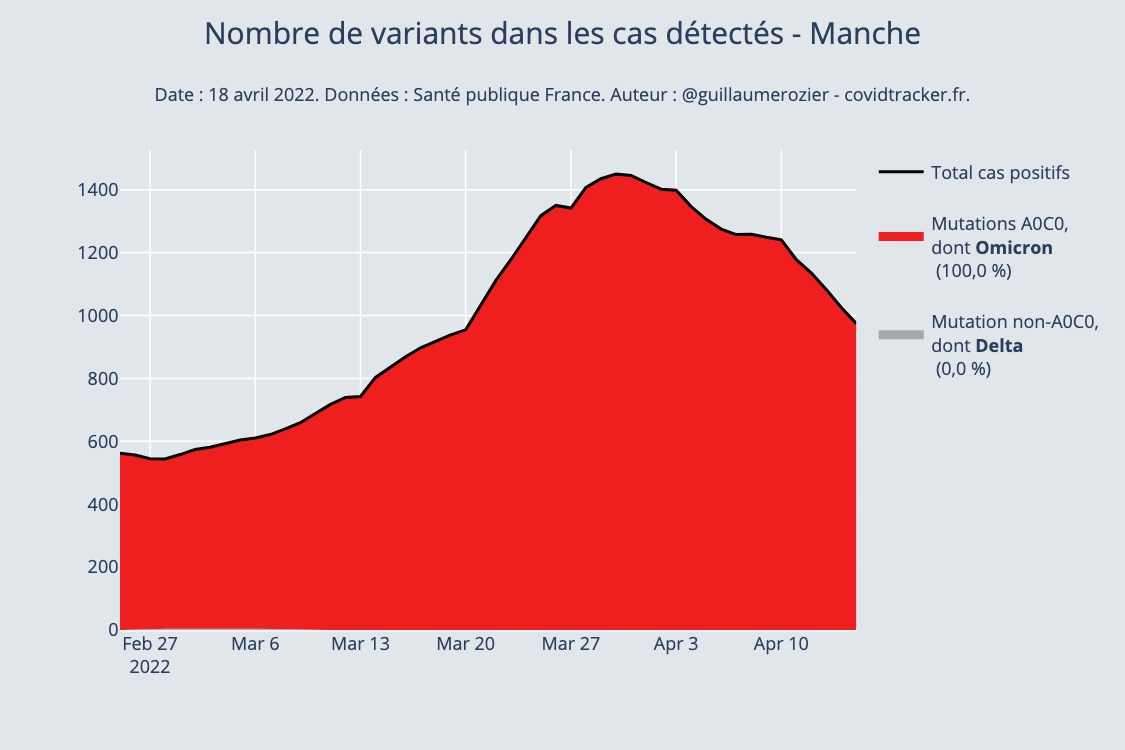 Nombre de variants dans les cas détectés - Manche
Date : 18 avril 2022. Données : Santé publique France. Auteur : @guillaumerozier - covidtracker.fr.
1400
1200
1000
800
600
400
200
0
Feb 27
2022
Mar 6
Mar 13
Mar 20
Mar 27
Apr 3
Apr 10
Total cas positifs
Mutations A0C0,
dont Omicron
(100,0 %)
Mutation non-A0C0,
dont Delta
(0,0 %)